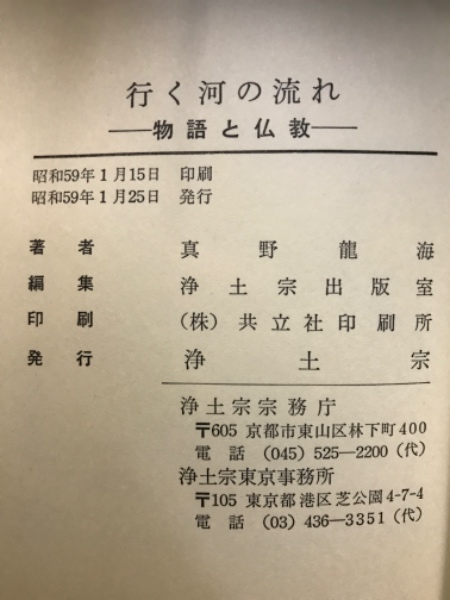 行く河の流れ
──物語と仏教──
昭和59年1月15日 印刷
昭和59年1月25日 発行
著者 真野龍海
編集 浄土宗出版室
印刷 (株)共立社印刷所
発行 浄土宗
浄土宗宗務庁
〒605 京都市東山区林下町400
電話 (045) 525—2200 (代)
浄土宗東京事務所
〒105 東京都港区芝公園4-7-4
電話 (03) 436—3351 (代)